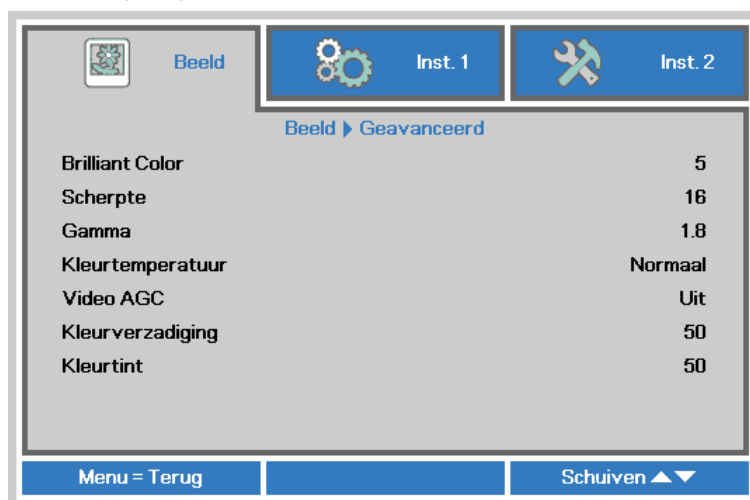 Beeld
Inst. 1
Inst. 2
Beeld ▶ Geavanceerd
Brilliant Color 5
Scherpte 16
Gamma 1.8
Kleurtemperatuur Normaal
Video AGC Uit
Kleurverzadiging 50
Kleurtint 50
Menu = Terug
Schuiven ▲▼